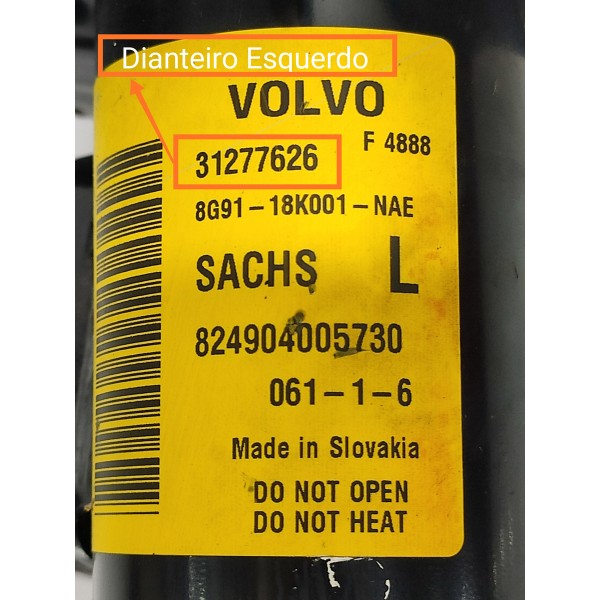 Dianteiro Esquerdo
VOLVO
F 4888
31277626
8G91-18K001-NAE
SACHS L
824904005730
061-1-6
Made in Slovakia
DO NOT OPEN
DO NOT HEAT